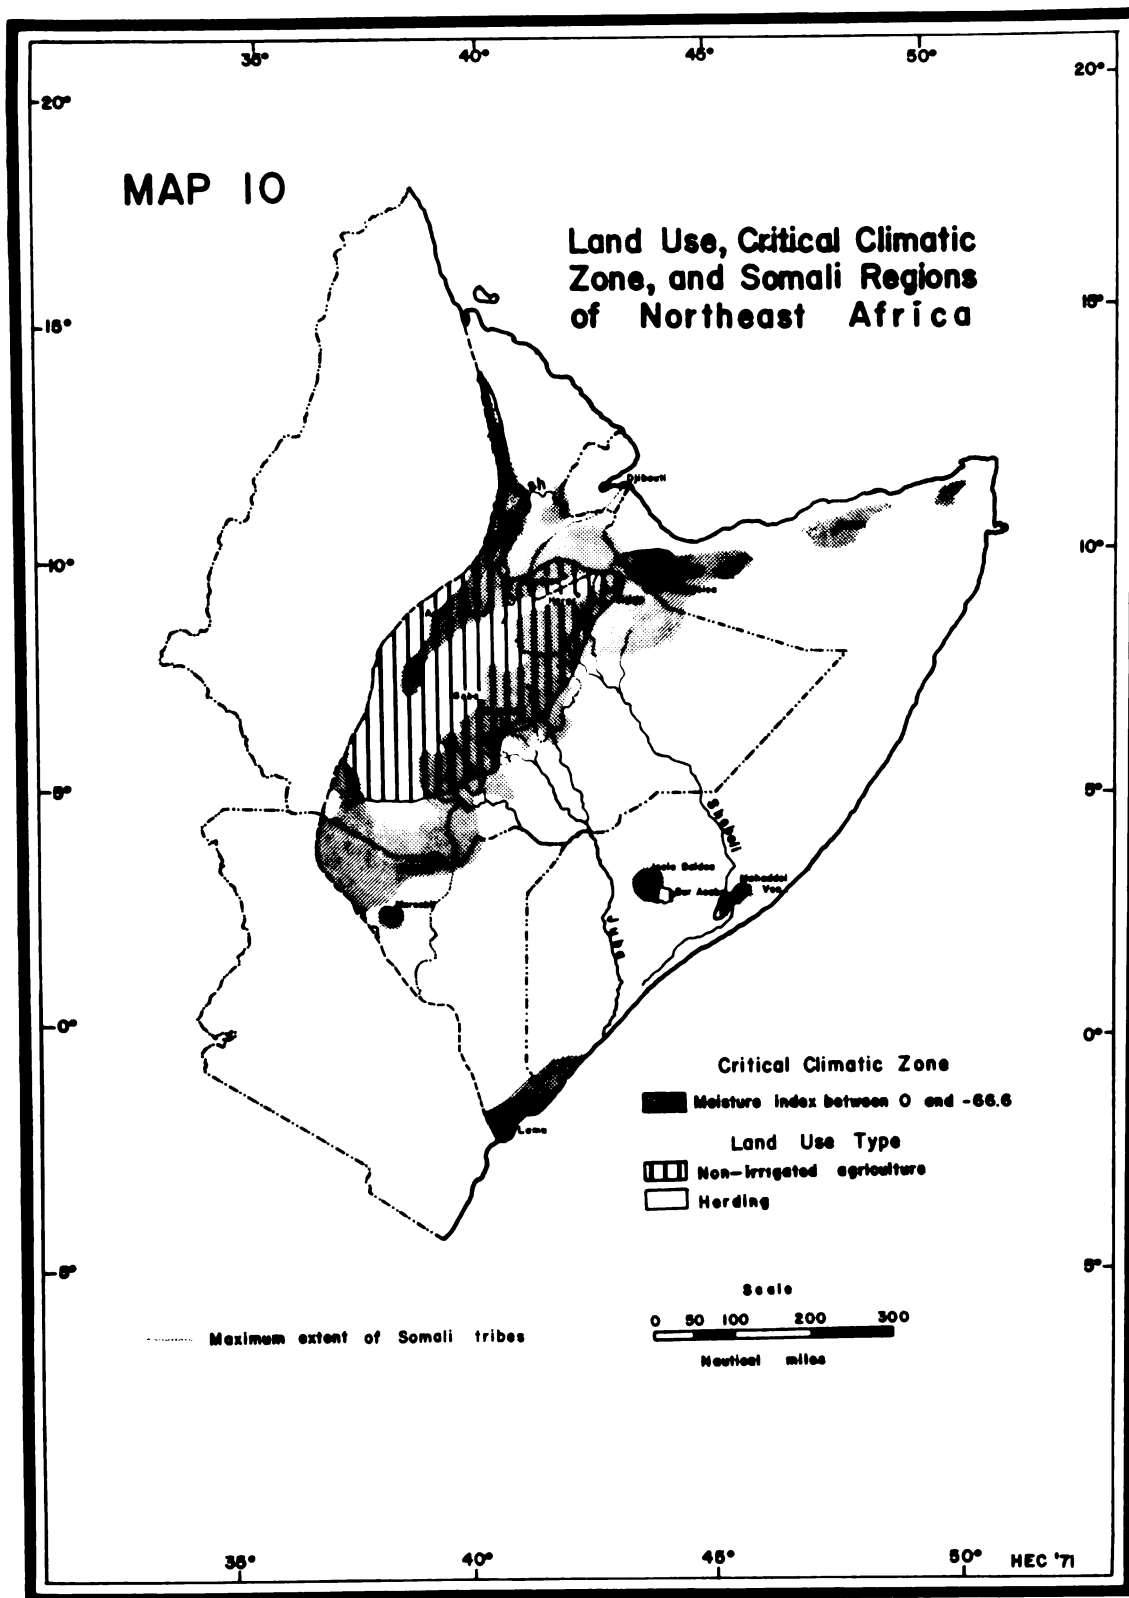 35° 40° 45° 50°
20° 20°
MAP 10
Land Use, Critical Climatic
Zone, and Somali Regions
of Northeast Africa
15° 15°
Djibouti
10° 10°
Harar
5° 5°
Shebeli
Juba
0° 0°
Critical Climatic Zone
Moisture index between 0 and -66.6
Lamu
Land Use Type
Non-irrigated agriculture
Herding
5° 5°
Scale
0 50 100 200 300
Nautical miles
Maximum extent of Somali tribes
35° 40° 45° 50°
HEC '71